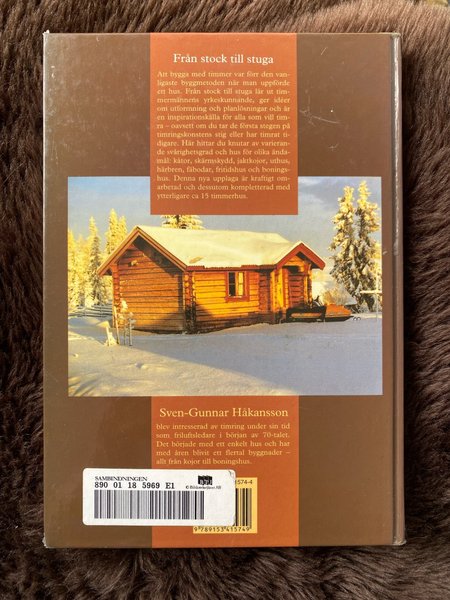 Från stock till stuga
Att bygga med timmer var förr den van-
ligaste byggmetoden när man uppförde
ett hus. Från stock till stuga lär ut tim-
mermännens yrkeskunnande, ger idéer
om utformning och planlösningar och är
en inspirationskälla för alla som vill tim-
ra – oavsett om du tar de första stegen på
timringskonstens stig eller har timrat ti-
digare. Här hittar du knutar av varieran-
de svårighetsgrad och hus för olika ända-
mål: kåtor, skärmskydd, jaktkojor, uthus,
härbren, fäbodar, fritidshus och bonings-
hus. Denna nya upplaga är kraftigt om-
arbetad och dessutom kompletterad med
ytterligare ca 15 timmerhus.
Sven-Gunnar Håkansson
blev intresserad av timring under sin tid
som friluftsledare i början av 70-talet.
Det började med ett enkelt hus och har
med åren blivit ett flertal byggnader –
allt från kojor till boningshus.
SAMBINDNINGEN
890 01 18 5969 E1
1574-4
9 789153 415749